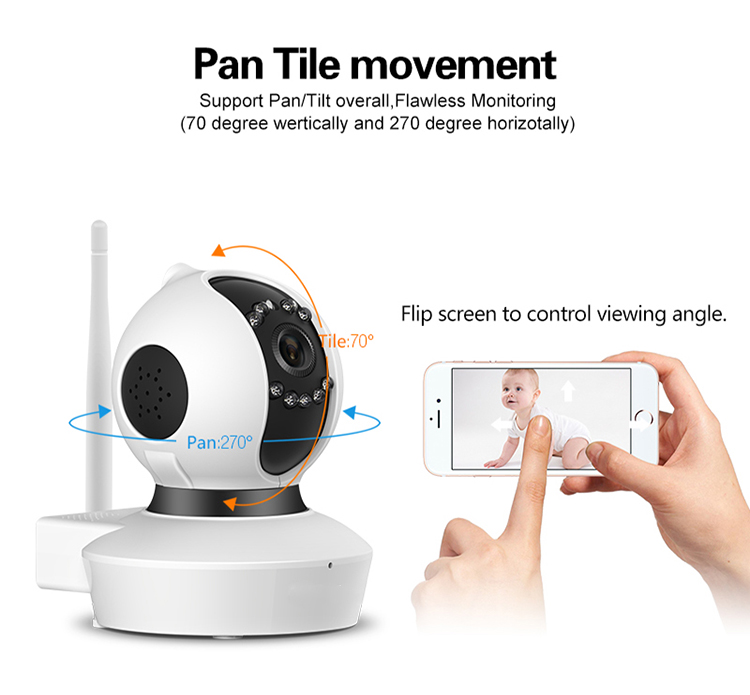 Pan Tile movement
Support Pan/Tilt overall,Flawless Monitoring
(70 degree wertically and 270 degree horizotally)
Tile:70°
Flip screen to control viewing angle.
Pan:270°